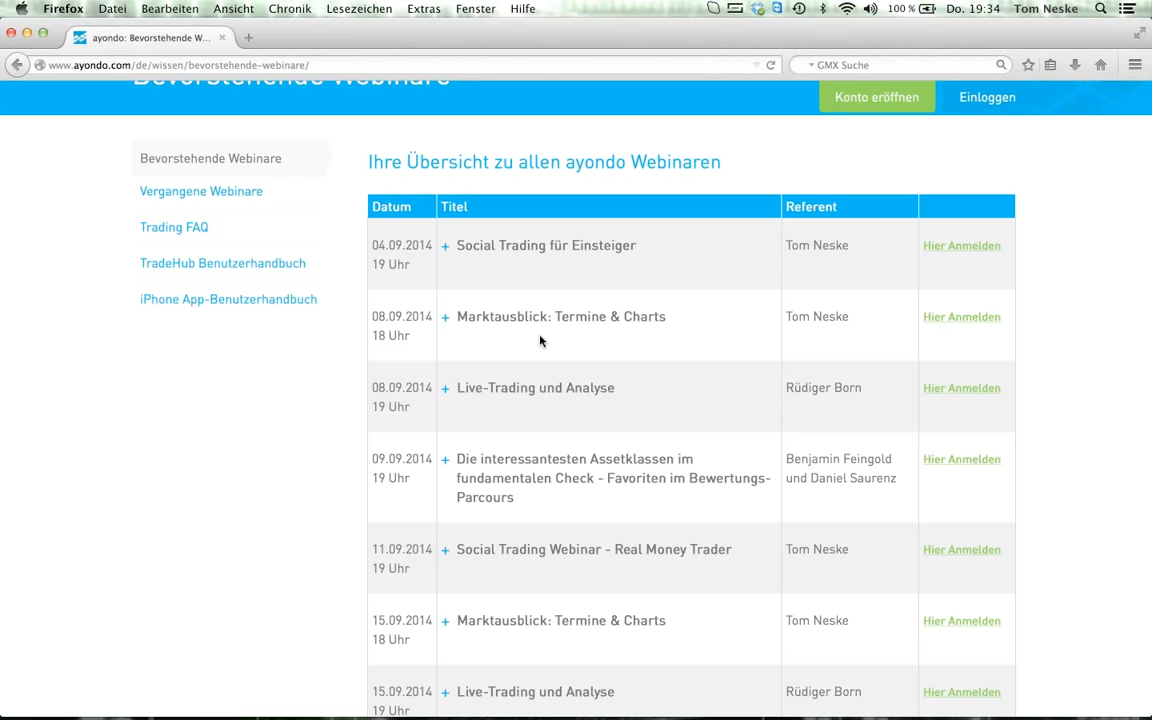 Firefox Datei Bearbeiten Ansicht Chronik Lesezeichen Extras Fenster Hilfe 100 % Do. 19:34 Tom Neske
ayondo: Bevorstehende W...
www.ayondo.com/de/wissen/bevorstehende-webinare/ GMX Suche
Bevorstehende Webinare
Konto eröffnen Einloggen
Bevorstehende Webinare
Vergangene Webinare
Trading FAQ
TradeHub Benutzerhandbuch
iPhone App-Benutzerhandbuch
Ihre Übersicht zu allen ayondo Webinaren
Datum Titel Referent
04.09.2014 + Social Trading für Einsteiger Tom Neske Hier Anmelden
19 Uhr
08.09.2014 + Marktausblick: Termine & Charts Tom Neske Hier Anmelden
18 Uhr
08.09.2014 + Live-Trading und Analyse Rüdiger Born Hier Anmelden
19 Uhr
09.09.2014 + Die interessantesten Assetklassen im Benjamin Feingold Hier Anmelden
19 Uhr fundamentalen Check - Favoriten im Bewertungs- und Daniel Saurenz
Parcours
11.09.2014 + Social Trading Webinar - Real Money Trader Tom Neske Hier Anmelden
19 Uhr
15.09.2014 + Marktausblick: Termine & Charts Tom Neske Hier Anmelden
18 Uhr
15.09.2014 + Live-Trading und Analyse Rüdiger Born Hier Anmelden
19 Uhr